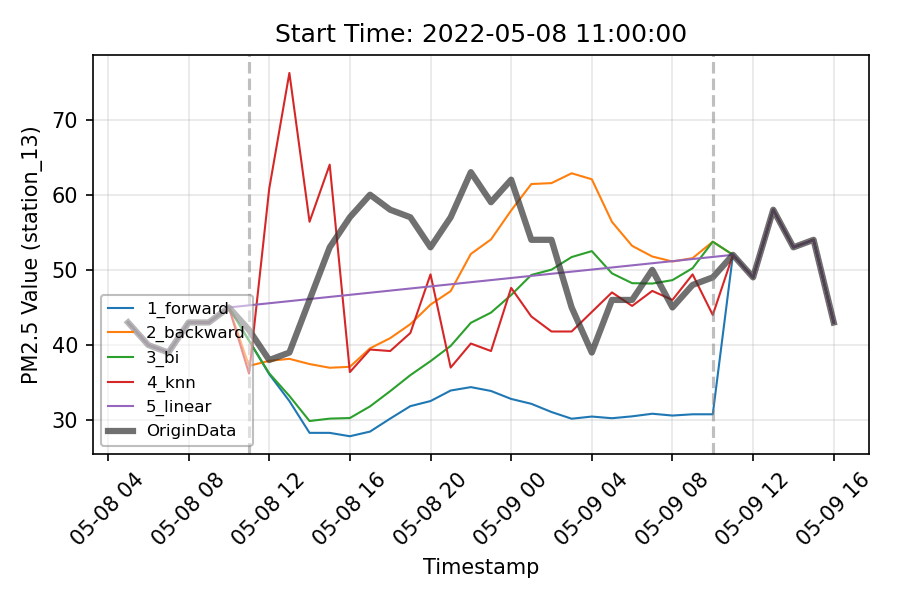 Start Time: 2022-05-08 11:00:00
PM2.5 Value (station_13)
70
60
50
40
30
1_forward
2_backward
3_bi
4_knn
5_linear
OriginData
05-08 04
05-08 08
05-08 12
05-08 16
05-08 20
05-09 00
05-09 04
05-09 08
05-09 12
05-09 16
Timestamp